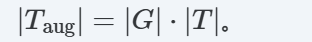 |T_aug| = |G| · |T|。